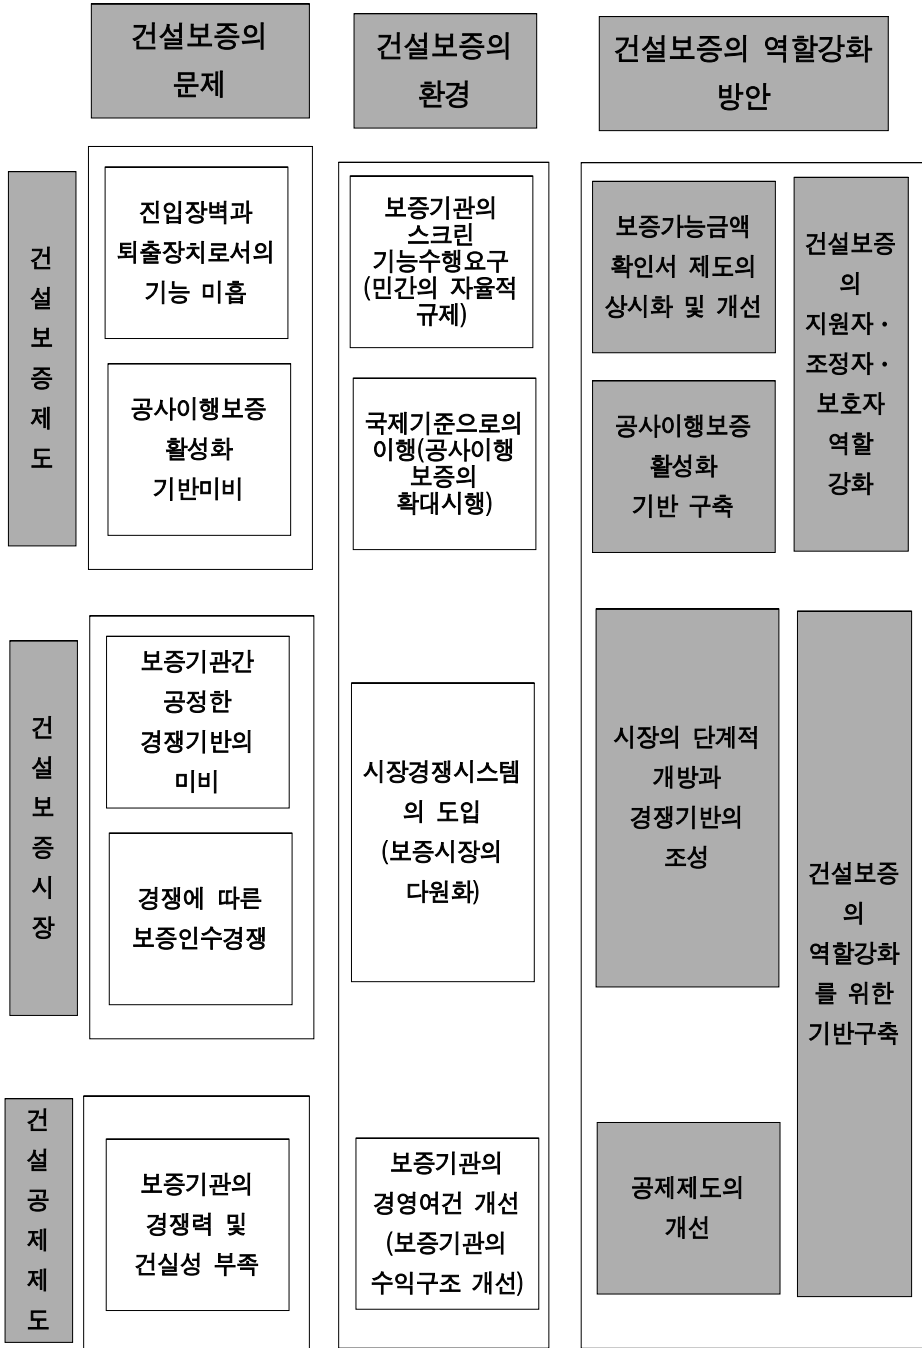 건설보증의
문제
건설보증의
환경
건설보증의 역할강화
방안
건
설
보
증
제
도
진입장벽과
퇴출장치로서의
기능 미흡
공사이행보증
활성화
기반미비
보증기관의
스크린
기능수행요구
(민간의 자율적
규제)
국제기준으로의
이행(공사이행
보증의
확대시행)
보증가능금액
확인서 제도의
상시화 및 개선
공사이행보증
활성화
기반 구축
건설보증
의
지원자·
조정자·
보호자
역할
강화
건
설
보
증
시
장
보증기관간
공정한
경쟁기반의
미비
경쟁에 따른
보증인수경쟁
시장경쟁시스템
의 도입
(보증시장의
다원화)
시장의 단계적
개방과
경쟁기반의
조성
건설보증
의
역할강화
를 위한
기반구축
건
설
공
제
제
도
보증기관의
경쟁력 및
건실성 부족
보증기관의
경영여건 개선
(보증기관의
수익구조 개선)
공제제도의
개선